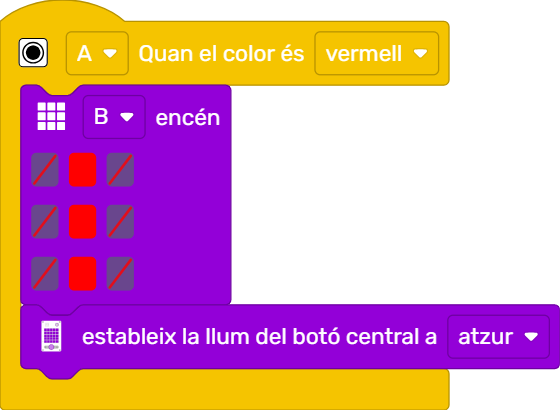 A Quan el color és vermell
B encén
estableix la llum del botó central a atzur